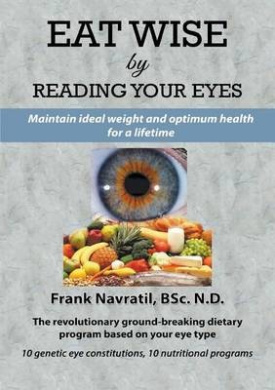 EAT WISE
by
READING YOUR EYES
Maintain ideal weight and optimum health
for a lifetime
Frank Navratil, BSc. N.D.
The revolutionary ground-breaking dietary
program based on your eye type
10 genetic eye constitutions, 10 nutritional programs